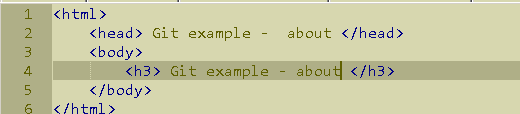 1 <html>
2 <head> Git example -  about </head>
3 <body>
4 <h3> Git example - about </h3>
5 </body>
6 </html>